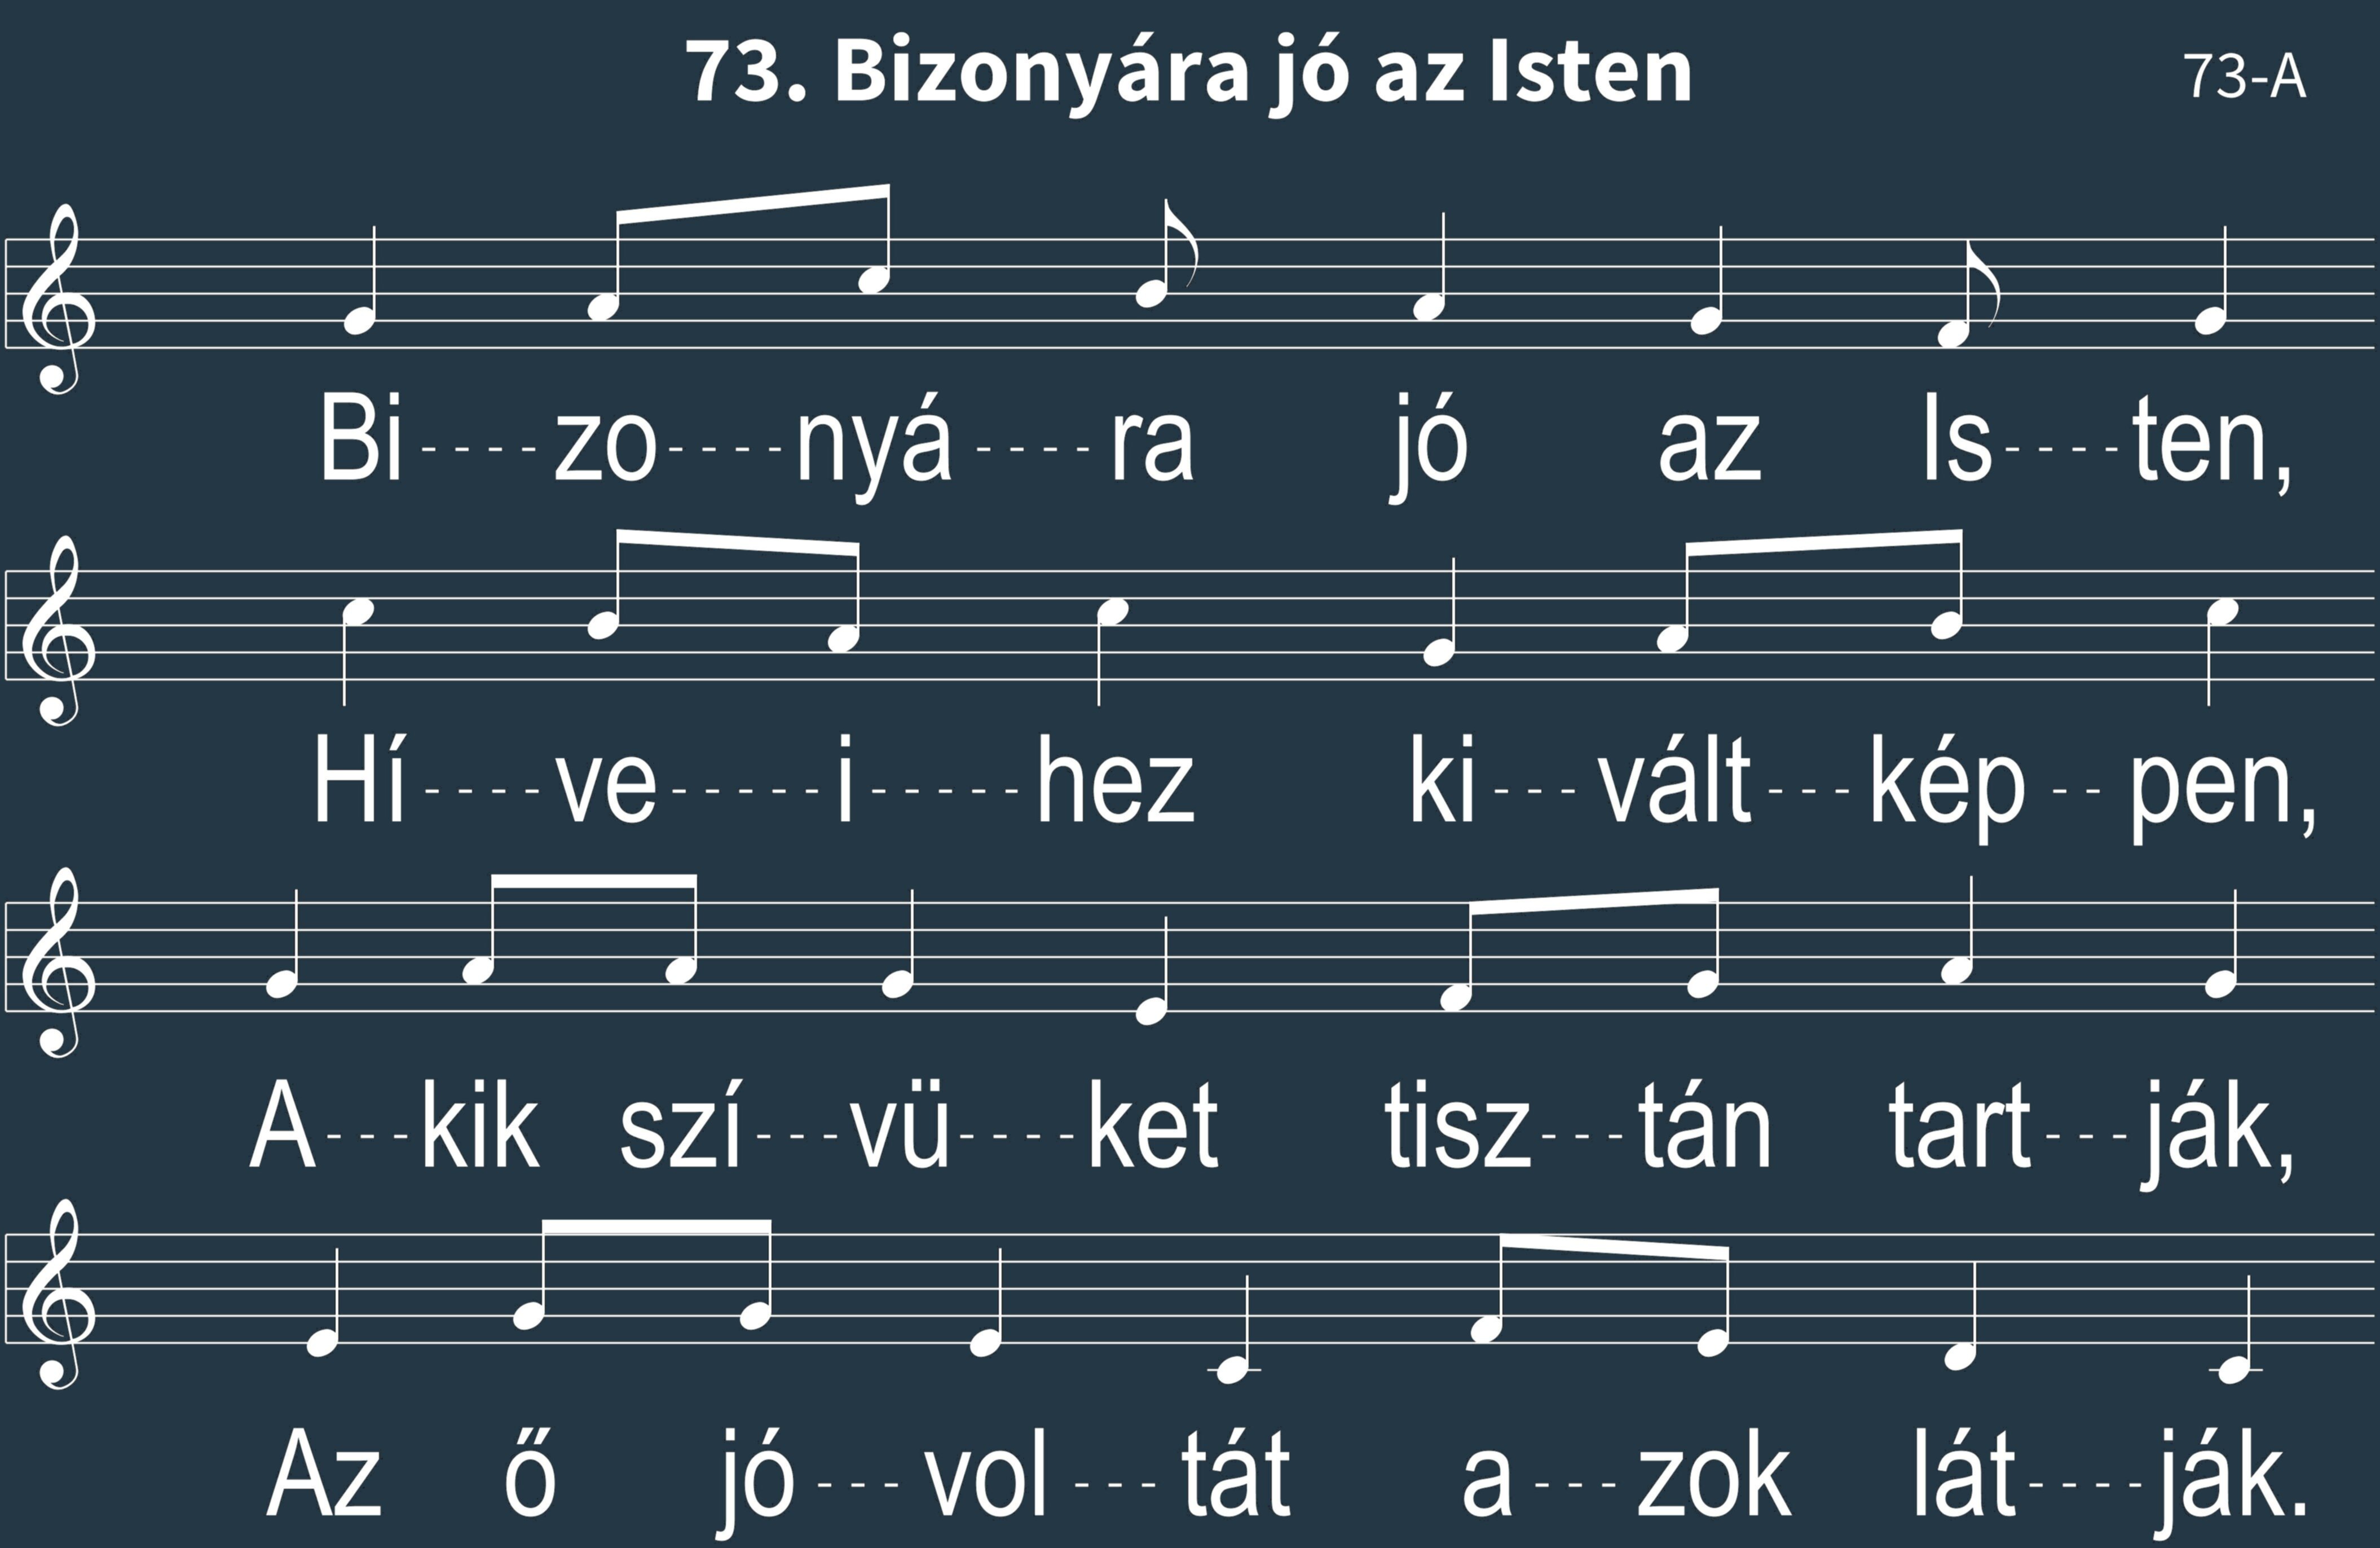 73. Bizonyára jó az Isten
73-A
Bi----zo----nyá----ra jó az Is----ten,
Hí----ve-----i-----hez ki---vált---kép--pen,
A---kik szí---vü----ket tisz---tán tart---ják,
Az ő jó---vol---tát a---zok lát----ják.